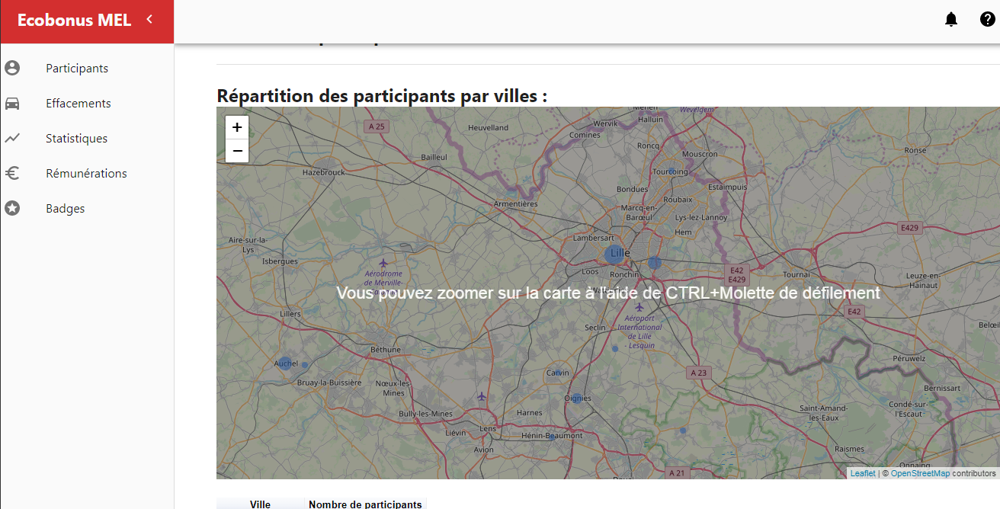 Ecobonus MEL
Participants
Effacements
Statistiques
Rémunérations
Badges
Répartition des participants par villes :
+
−
A 25
Heuvelland
Wervik
Menen
Halluin
Wevelgem
Comines
Roncq
Mouscron
Ronse
Bailleul
Hazebrouck
Tourcoing
Bondues
Estaimpuis
Armentières
Roubaix
Marcq-en-
Barœul
Lys-lez-Lannoy
Hem
E429
Aire-sur-la-
Lys
Isbergues
Lambersart
Lille
Aérodrome
de Merville-
Loos
Ronchin
E42
E429
Tournai
Leuze-en-
Hainaut
Vous pouvez zoomer sur la carte à l'aide de CTRL+Molette de défilement
Lillers
Aéroport
International
de Lille
- Lesquin
E42
Seclin
Béthune
Auchel
Péruwelz
Carvin
A 23
Bruay-la-Buissière
Nœux-les-
Mines
Bernissart
Oignies
Condé-sur-
l'Escaut
Bully-les-Mines
Harnes
Saint-Amand-
les-Eaux
Liévin
Lens
Hénin-Beaumont
Avion
Raismes
A 21
Leaflet | © OpenStreetMap contributors
Ville
Nombre de participants